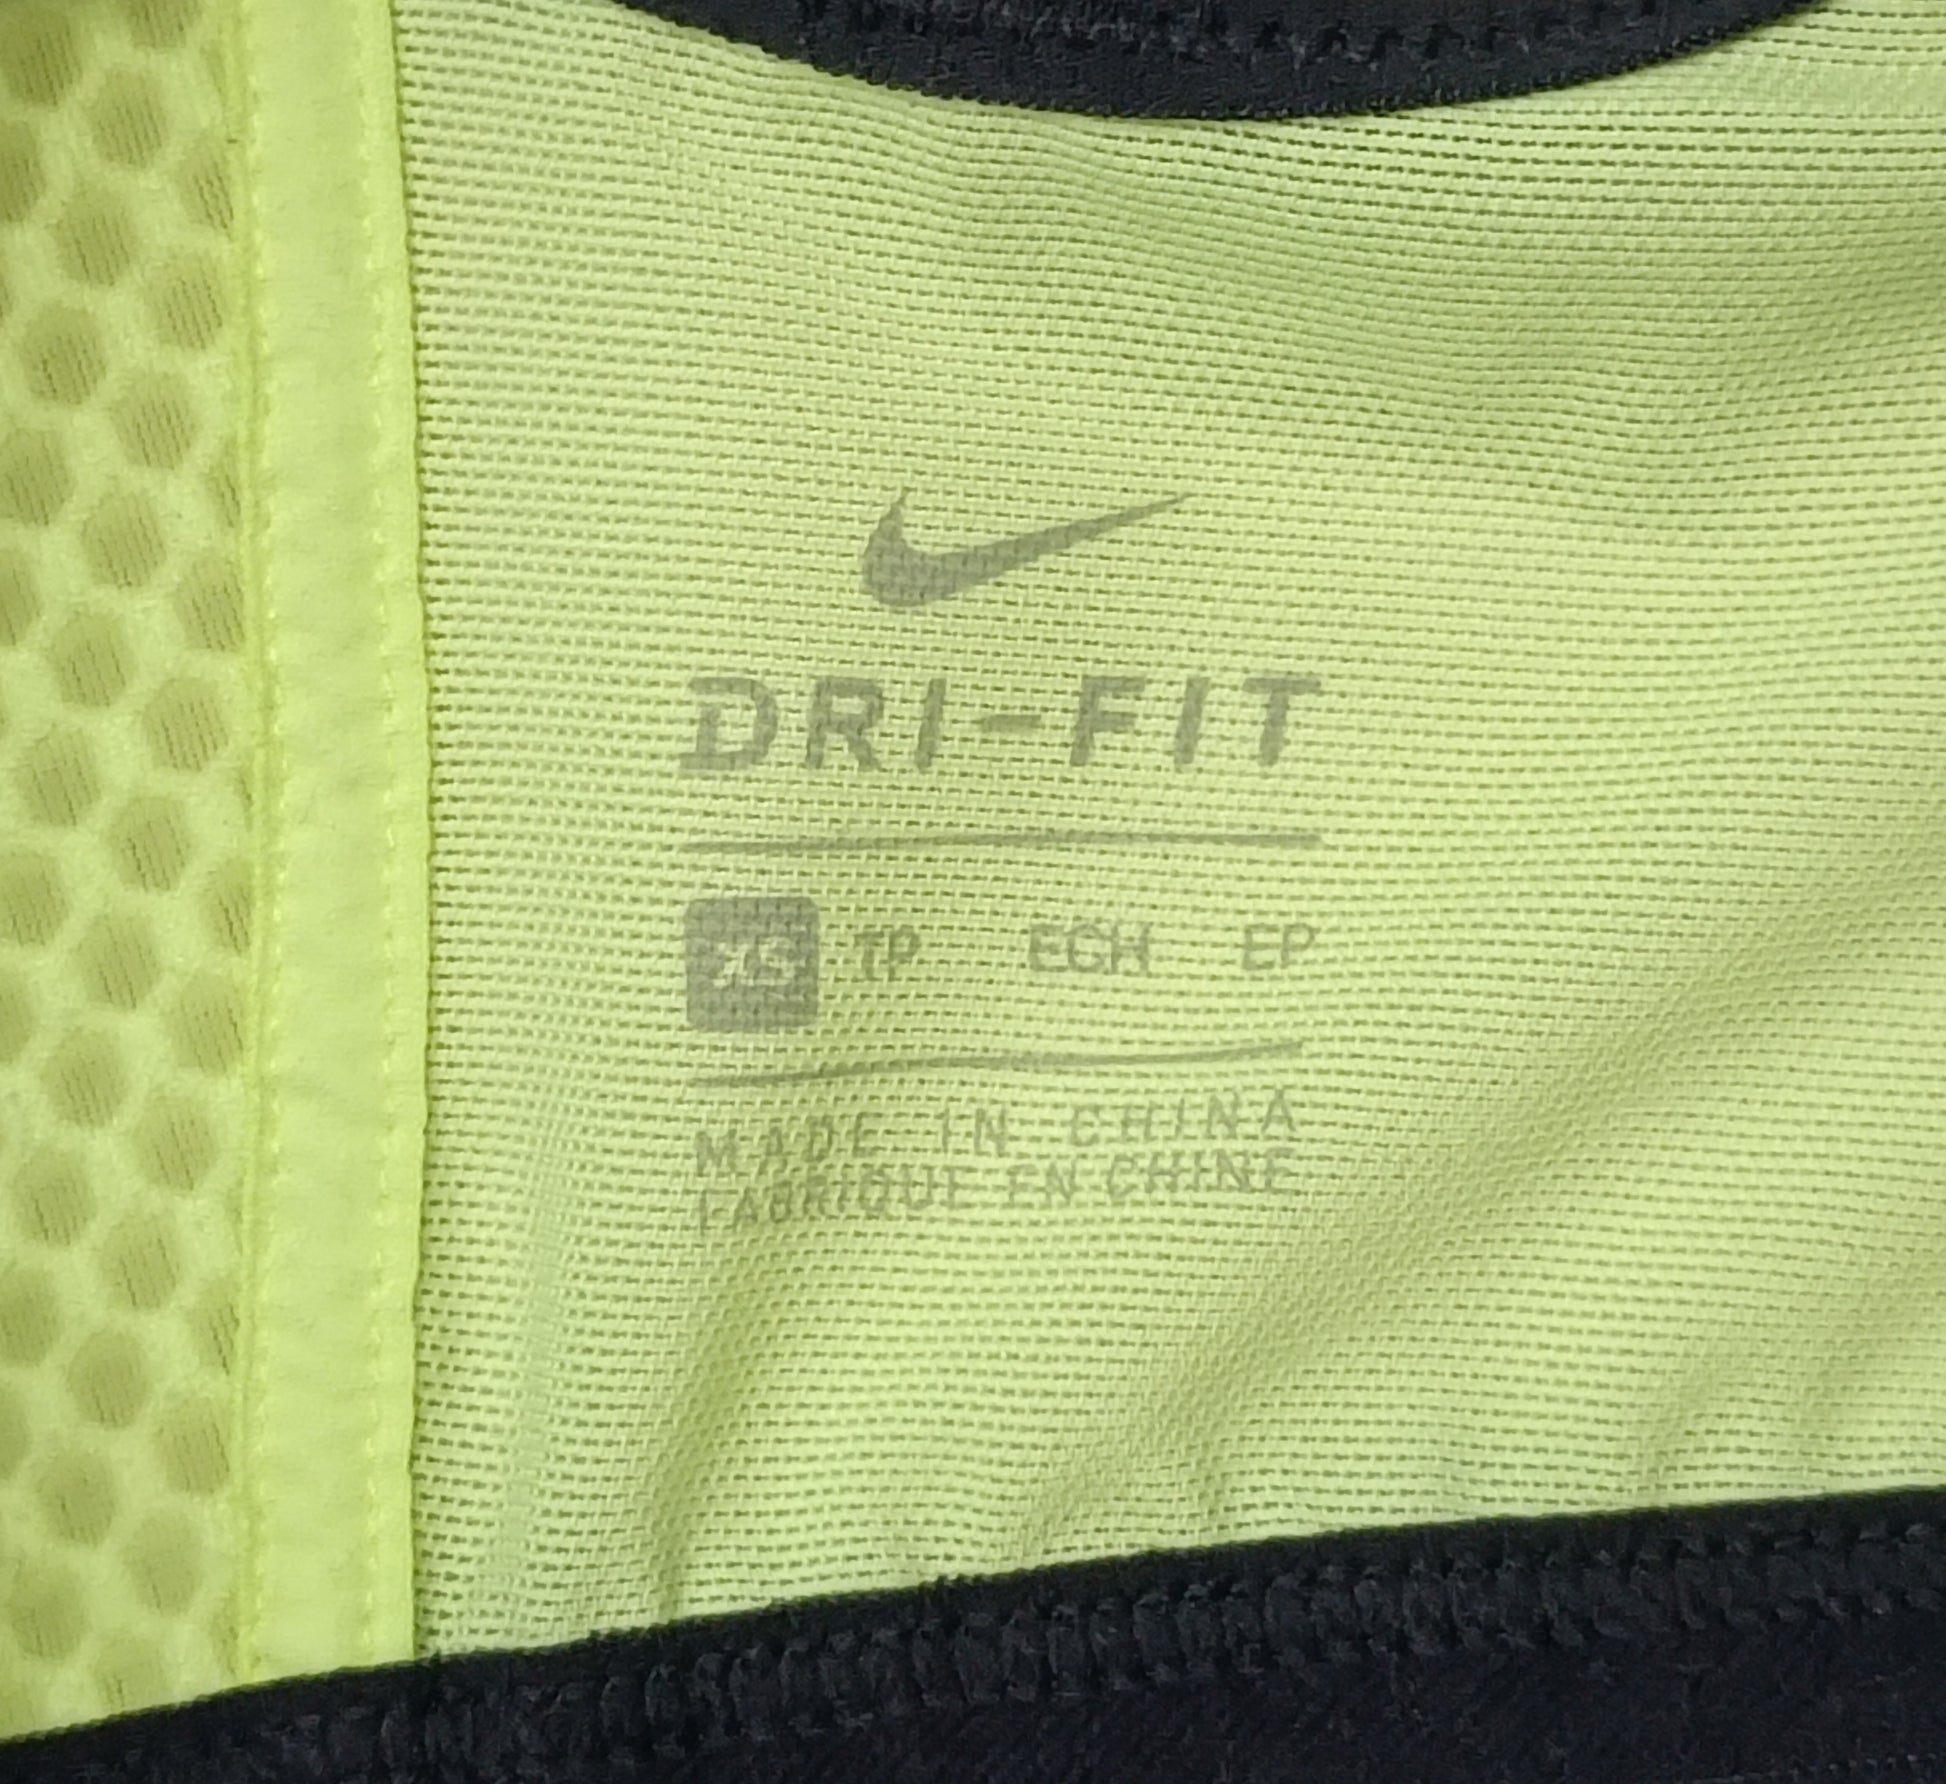 DRI-FIT
XS TP ECH EP
MADE IN CHINA
FABRIQUE EN CHINE